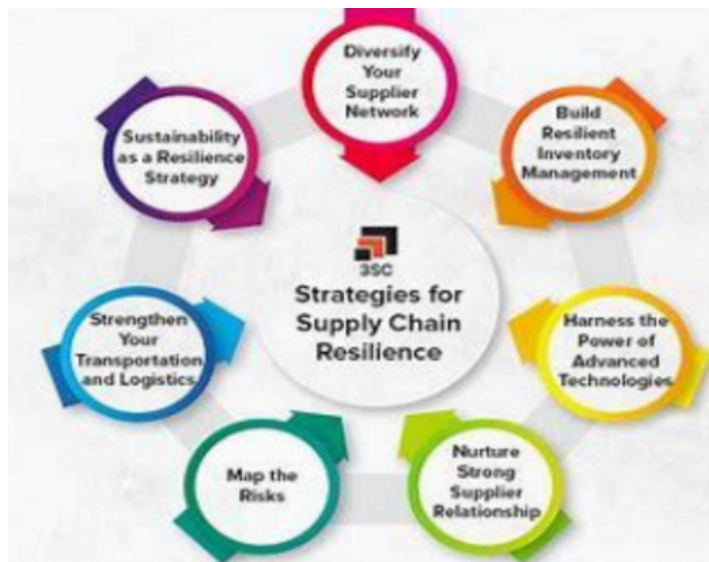 Diversify
Your
Supplier
Network
Build
Resilient
Inventory
Management
Harness the
Power of
Advanced
Technologies
Nurture
Strong
Supplier
Relationship
Map the
Risks
Strengthen
Your
Transportation
and Logistics
Sustainability
as a Resilience
Strategy
3SC
Strategies for
Supply Chain
Resilience